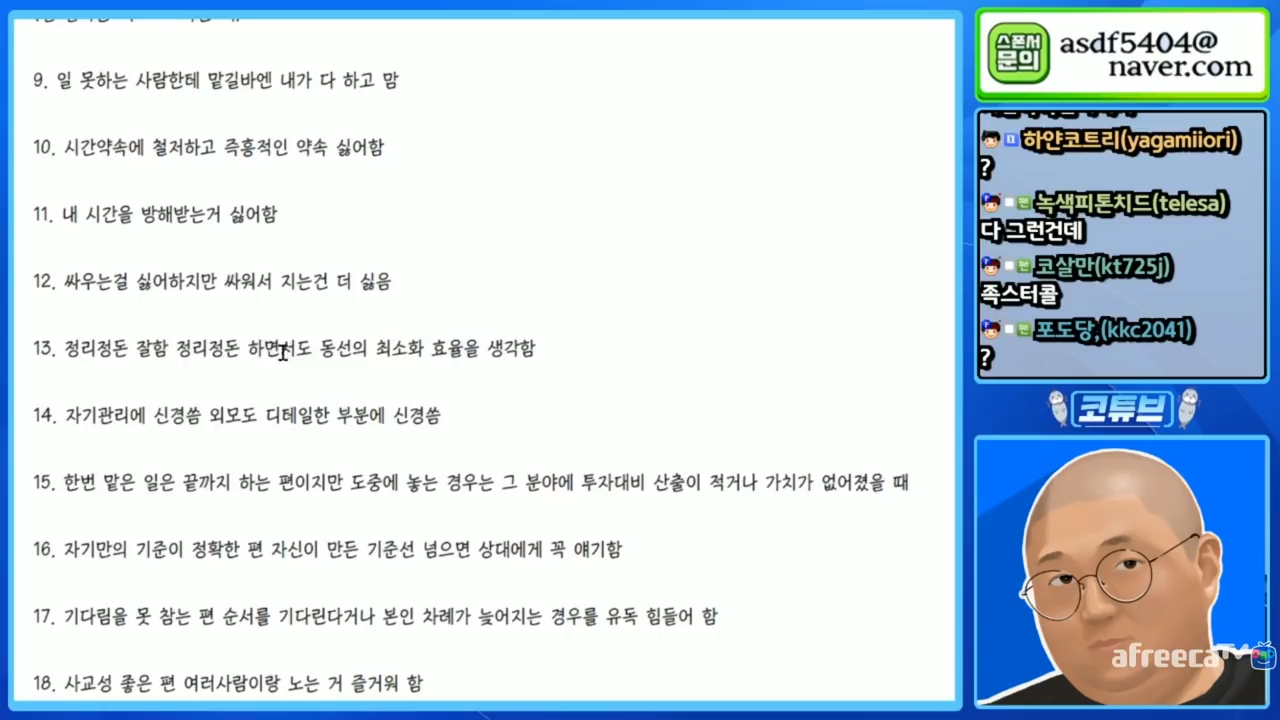 9. 일 못하는 사람한테 맡길바엔 내가 다 하고 맘
10. 시간약속에 철저하고 즉흥적인 약속 싫어함
11. 내 시간을 방해받는거 싫어함
12. 싸우는걸 싫어하지만 싸워서 지는건 더 싫음
13. 정리정돈 잘함 정리정돈 하면서도 동선의 최소화 효율을 생각함
14. 자기관리에 신경씀 외모도 디테일한 부분에 신경씀
15. 한번 맡은 일은 끝까지 하는 편이지만 도중에 놓는 경우는 그 분야에 투자대비 산출이 적거나 가치가 없어졌을 때
16. 자기만의 기준이 정확한 편 자신이 만든 기준선 넘으면 상대에게 꼭 얘기함
17. 기다림을 못 참는 편 순서를 기다린다거나 본인 차례가 늦어지는 경우를 유독 힘들어 함
18. 사교성 좋은 편 여러사람이랑 노는 거 즐거워 함
스폰서
문의
asdf5404@
naver.com
하얀코트리(yagamiiori)
?
녹색피톤치드(telesa)
다 그런건데
코살만(kt725j)
족스터콜
포도당,(kkc2041)
?
코튜브
afreecaTV